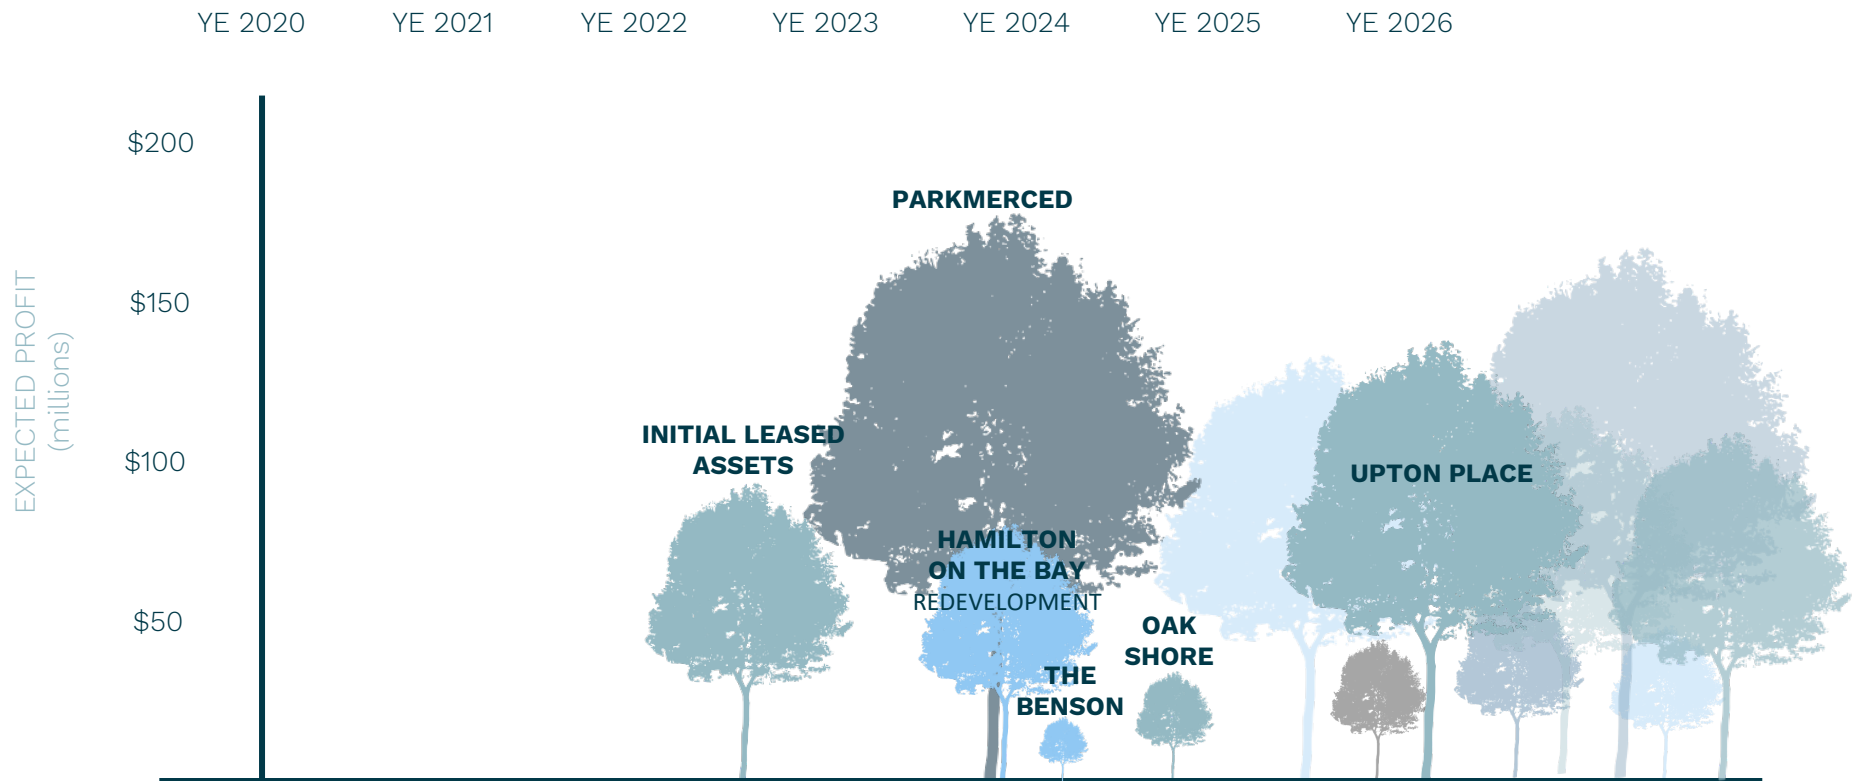 YE 2020 YE 2021 YE 2022 YE 2023 YE 2024 YE 2025 YE 2026
EXPECTED PROFIT
(millions)
$200
$150
$100
$50
PARKMERCED
INITIAL LEASED
ASSETS
UPTON PLACE
HAMILTON
ON THE BAY
REDEVELOPMENT
OAK
SHORE
THE
BENSON